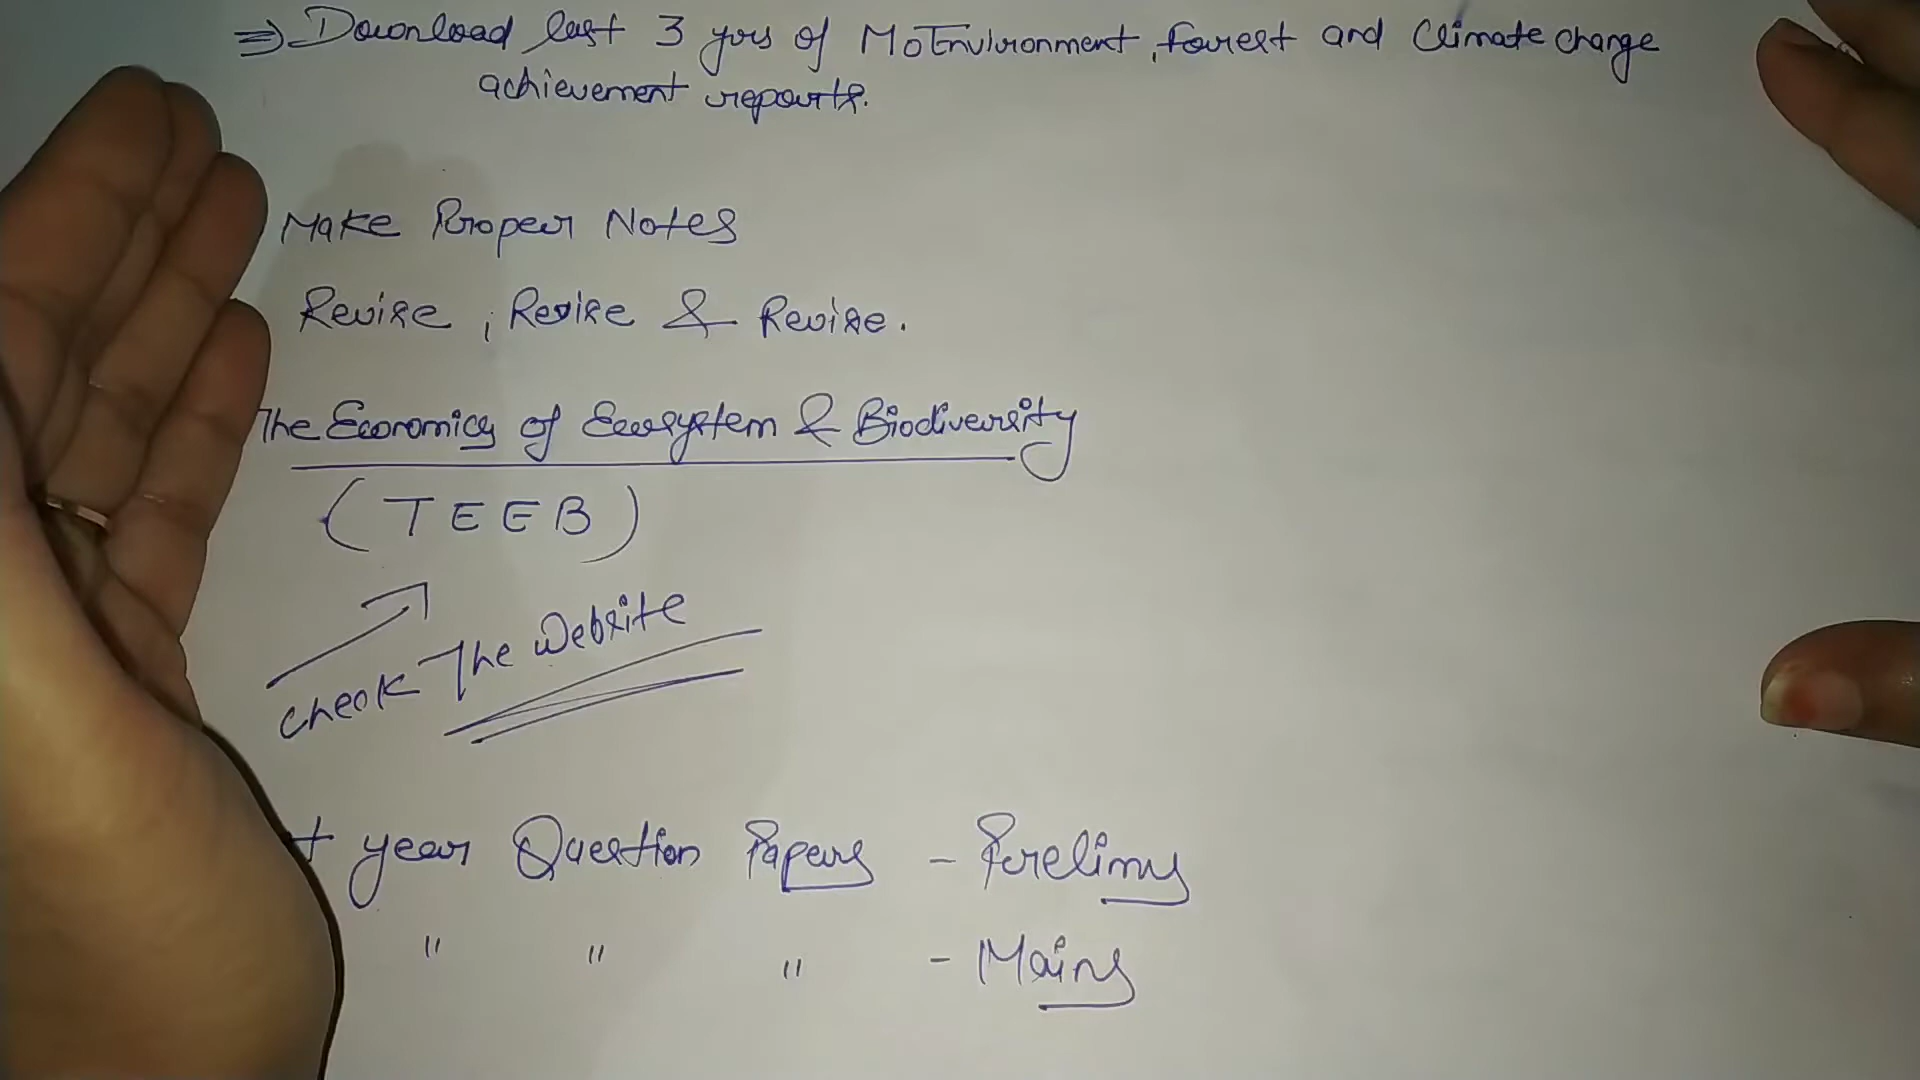 ⇒ Download last 3 yrs of MoEnvironment, forest and Climate change
achievement reports.
Make Proper Notes
Revise, Revise & Revise.
The Economics of Ecosystem & Biodiversity
(TEEB)
check The Website
year Question Papers - Prelims
" " " - Mains